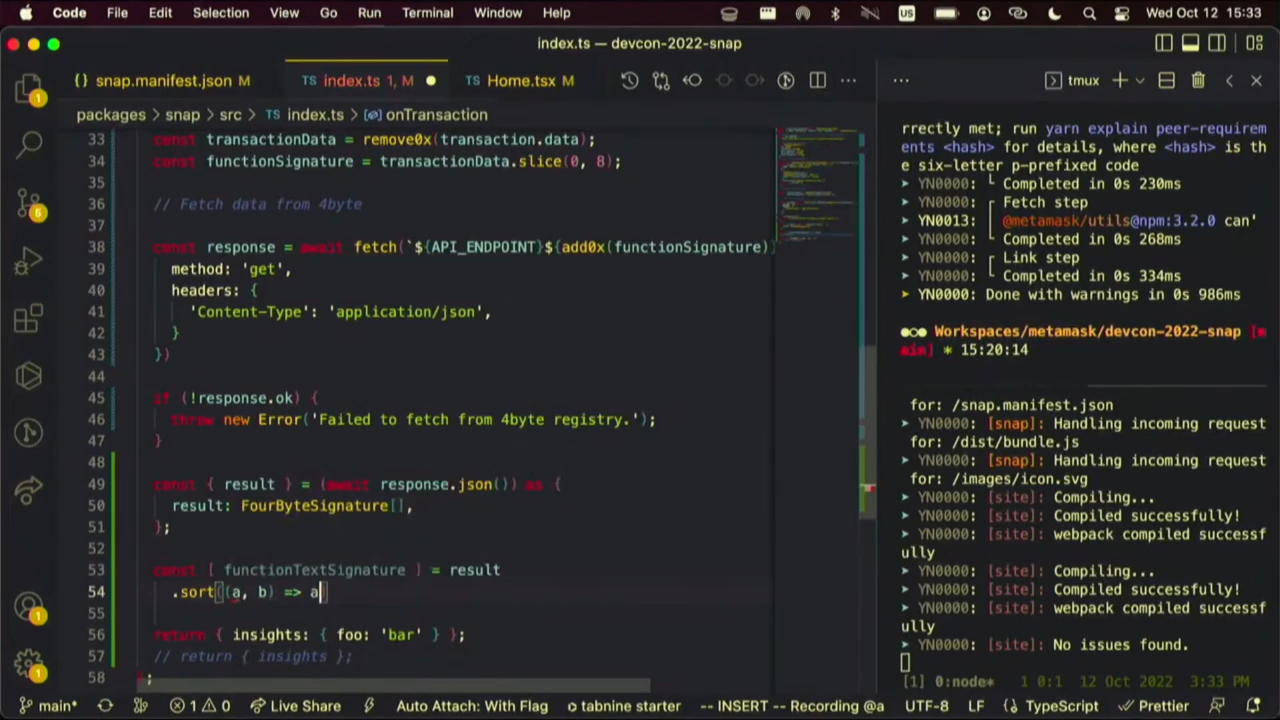 Code File Edit Selection View Go Run Terminal Window Help US Wed Oct 12 15:33
index.ts — devcon-2022-snap
{} snap.manifest.json M TS index.ts 1, M TS Home.tsx M
packages > snap > src > TS index.ts > onTransaction
33 const transactionData = remove0x(transaction.data);
34 const functionSignature = transactionData.slice(0, 8);
35
36 // Fetch data from 4byte
37
38 const response = await fetch(`${API_ENDPOINT}${add0x(functionSignature)}
39 method: 'get',
40 headers: {
41 'Content-Type': 'application/json',
42 }
43 })
44
45 if (!response.ok) {
46 throw new Error('Failed to fetch from 4byte registry.');
47 }
48
49 const { result } = (await response.json()) as {
50 result: FourByteSignature[],
51 };
52
53 const [ functionTextSignature ] = result
54 .sort((a, b) => a)
55
56 return { insights: { foo: 'bar' } };
57 // return { insights };
58 ;
tmux
rrectly met; run yarn explain peer-requirem
ents <hash> for details, where <hash> is th
e six-letter p-prefixed code
➤ YN0000: └ Completed in 0s 230ms
➤ YN0000: ┌ Fetch step
➤ YN0013: │ @metamask/utils@npm:3.2.0 can'
➤ YN0000: └ Completed in 0s 268ms
➤ YN0000: ┌ Link step
➤ YN0000: └ Completed in 0s 334ms
➤ YN0000: Done with warnings in 0s 986ms
●○● Workspaces/metamask/devcon-2022-snap [m
ain] * 15:20:14
for: /snap.manifest.json
➤ YN0000: [snap]: Handling incoming request
for: /dist/bundle.js
➤ YN0000: [snap]: Handling incoming request
for: /images/icon.svg
➤ YN0000: [site]: Compiling...
➤ YN0000: [site]: Compiled successfully!
➤ YN0000: [site]: webpack compiled successf
ully
➤ YN0000: [site]: Compiling...
➤ YN0000: [site]: Compiled successfully!
➤ YN0000: [site]: webpack compiled successf
ully
➤ YN0000: [site]: No issues found.
[1] 0:node* 1 0:1 12 Oct 2022 3:33 PM
1
6
1
1
main* 1 0 Live Share Auto Attach: With Flag tabnine starter -- INSERT -- Recording @a UTF-8 LF TypeScript Prettier